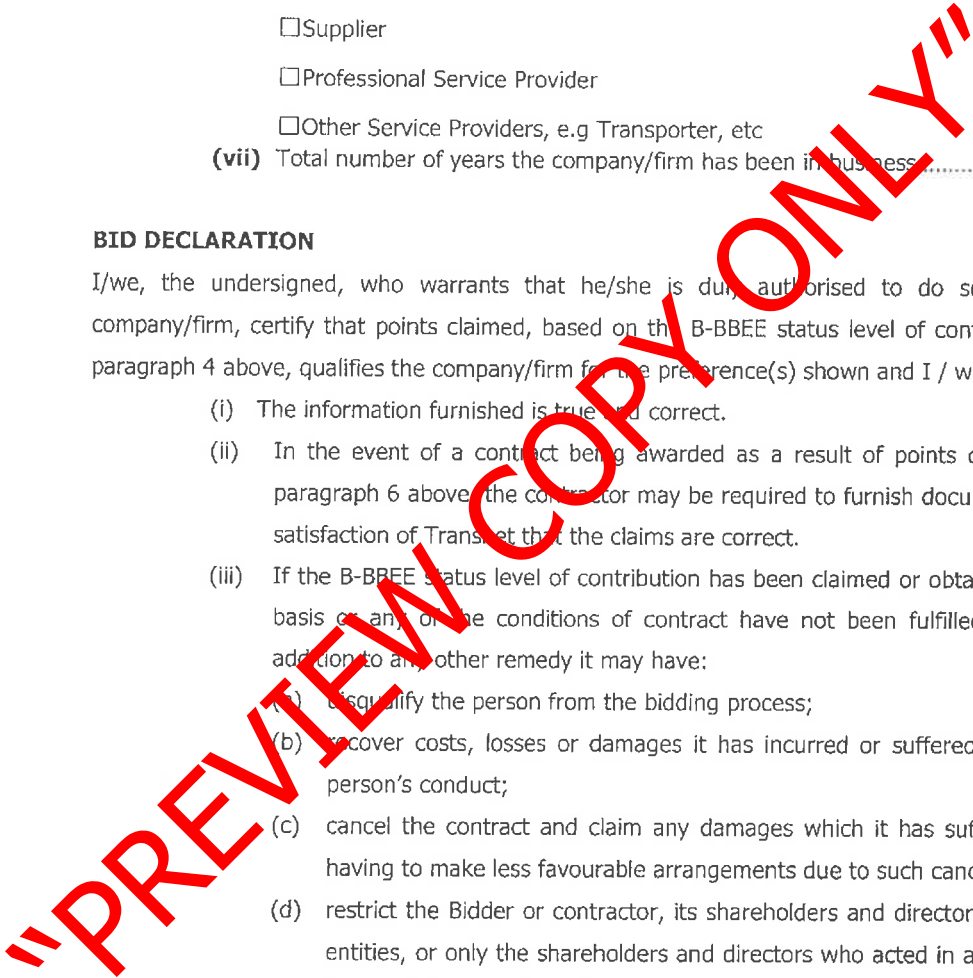 ☐Supplier
☐Professional Service Provider
☐Other Service Providers, e.g Transporter, etc
(vii) Total number of years the company/firm has been in business.........
BID DECLARATION
I/we, the undersigned, who warrants that he/she is duly authorised to do
company/firm, certify that points claimed, based on the B-BBEE status level of
paragraph 4 above, qualifies the company/firm for the preference(s) shown and I /
(i) The information furnished is true and correct.
(ii) In the event of a contract being awarded as a result of points
paragraph 6 above, the contractor may be required to furnish
satisfaction of Transnet that the claims are correct.
(iii) If the B-BBEE status level of contribution has been claimed or
basis or any of the conditions of contract have not been
addition to any other remedy it may have:
(a) disqualify the person from the bidding process;
(b) recover costs, losses or damages it has incurred or suffered
person's conduct;
(c) cancel the contract and claim any damages which it has
having to make less favourable arrangements due to such
(d) restrict the Bidder or contractor, its shareholders and
entities, or only the shareholders and directors who acted in
"PREVIEW COPY ONLY"